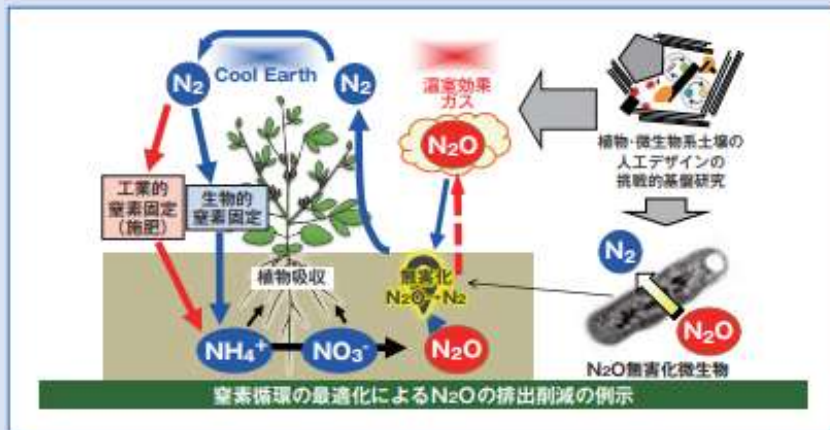 Cool Earth
N2
N2
温室効果
ガス
N2O
植物・微生物系土壌の
人工デザインの
挑戦的基盤研究
工業的
窒素固定
(施肥)
生物的
窒素固定
植物吸収
無害化
N2O→N2
NH4+
NO3-
N2O
N2
N2O
N2O無害化微生物
窒素循環の最適化によるN2Oの排出削減の例示